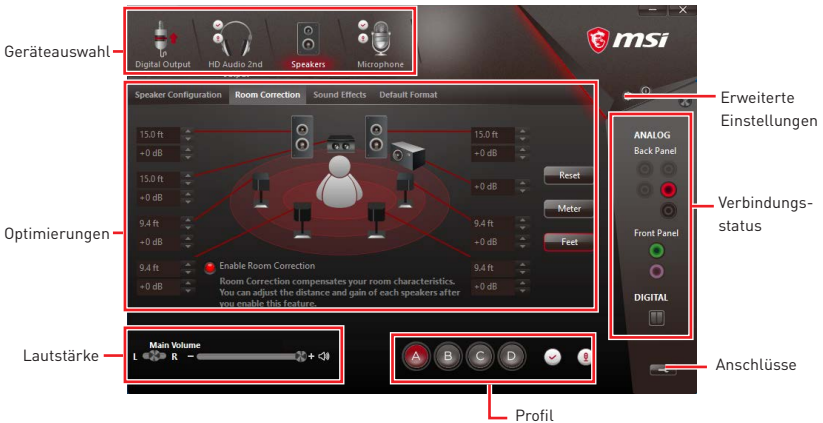 Geräteauswahl
Digital Output
HD Audio 2nd
Speakers
Microphone
msi
Erweiterte
Einstellungen
Speaker Configuration
Room Correction
Sound Effects
Default Format
15.0 ft
+0 dB
15.0 ft
+0 dB
9.4 ft
+0 dB
9.4 ft
+0 dB
15.0 ft
+0 dB
+0 dB
9.4 ft
+0 dB
9.4 ft
+0 dB
Reset
Meter
Feet
Enable Room Correction
Room Correction compensates your room characteristics.
You can adjust the distance and gain of each speakers after
you enable this feature.
Optimierungen
ANALOG
Back Panel
Front Panel
DIGITAL
Verbindungs-
status
Lautstärke
Main Volume
L R - +
A B C D
Anschlüsse
Profil